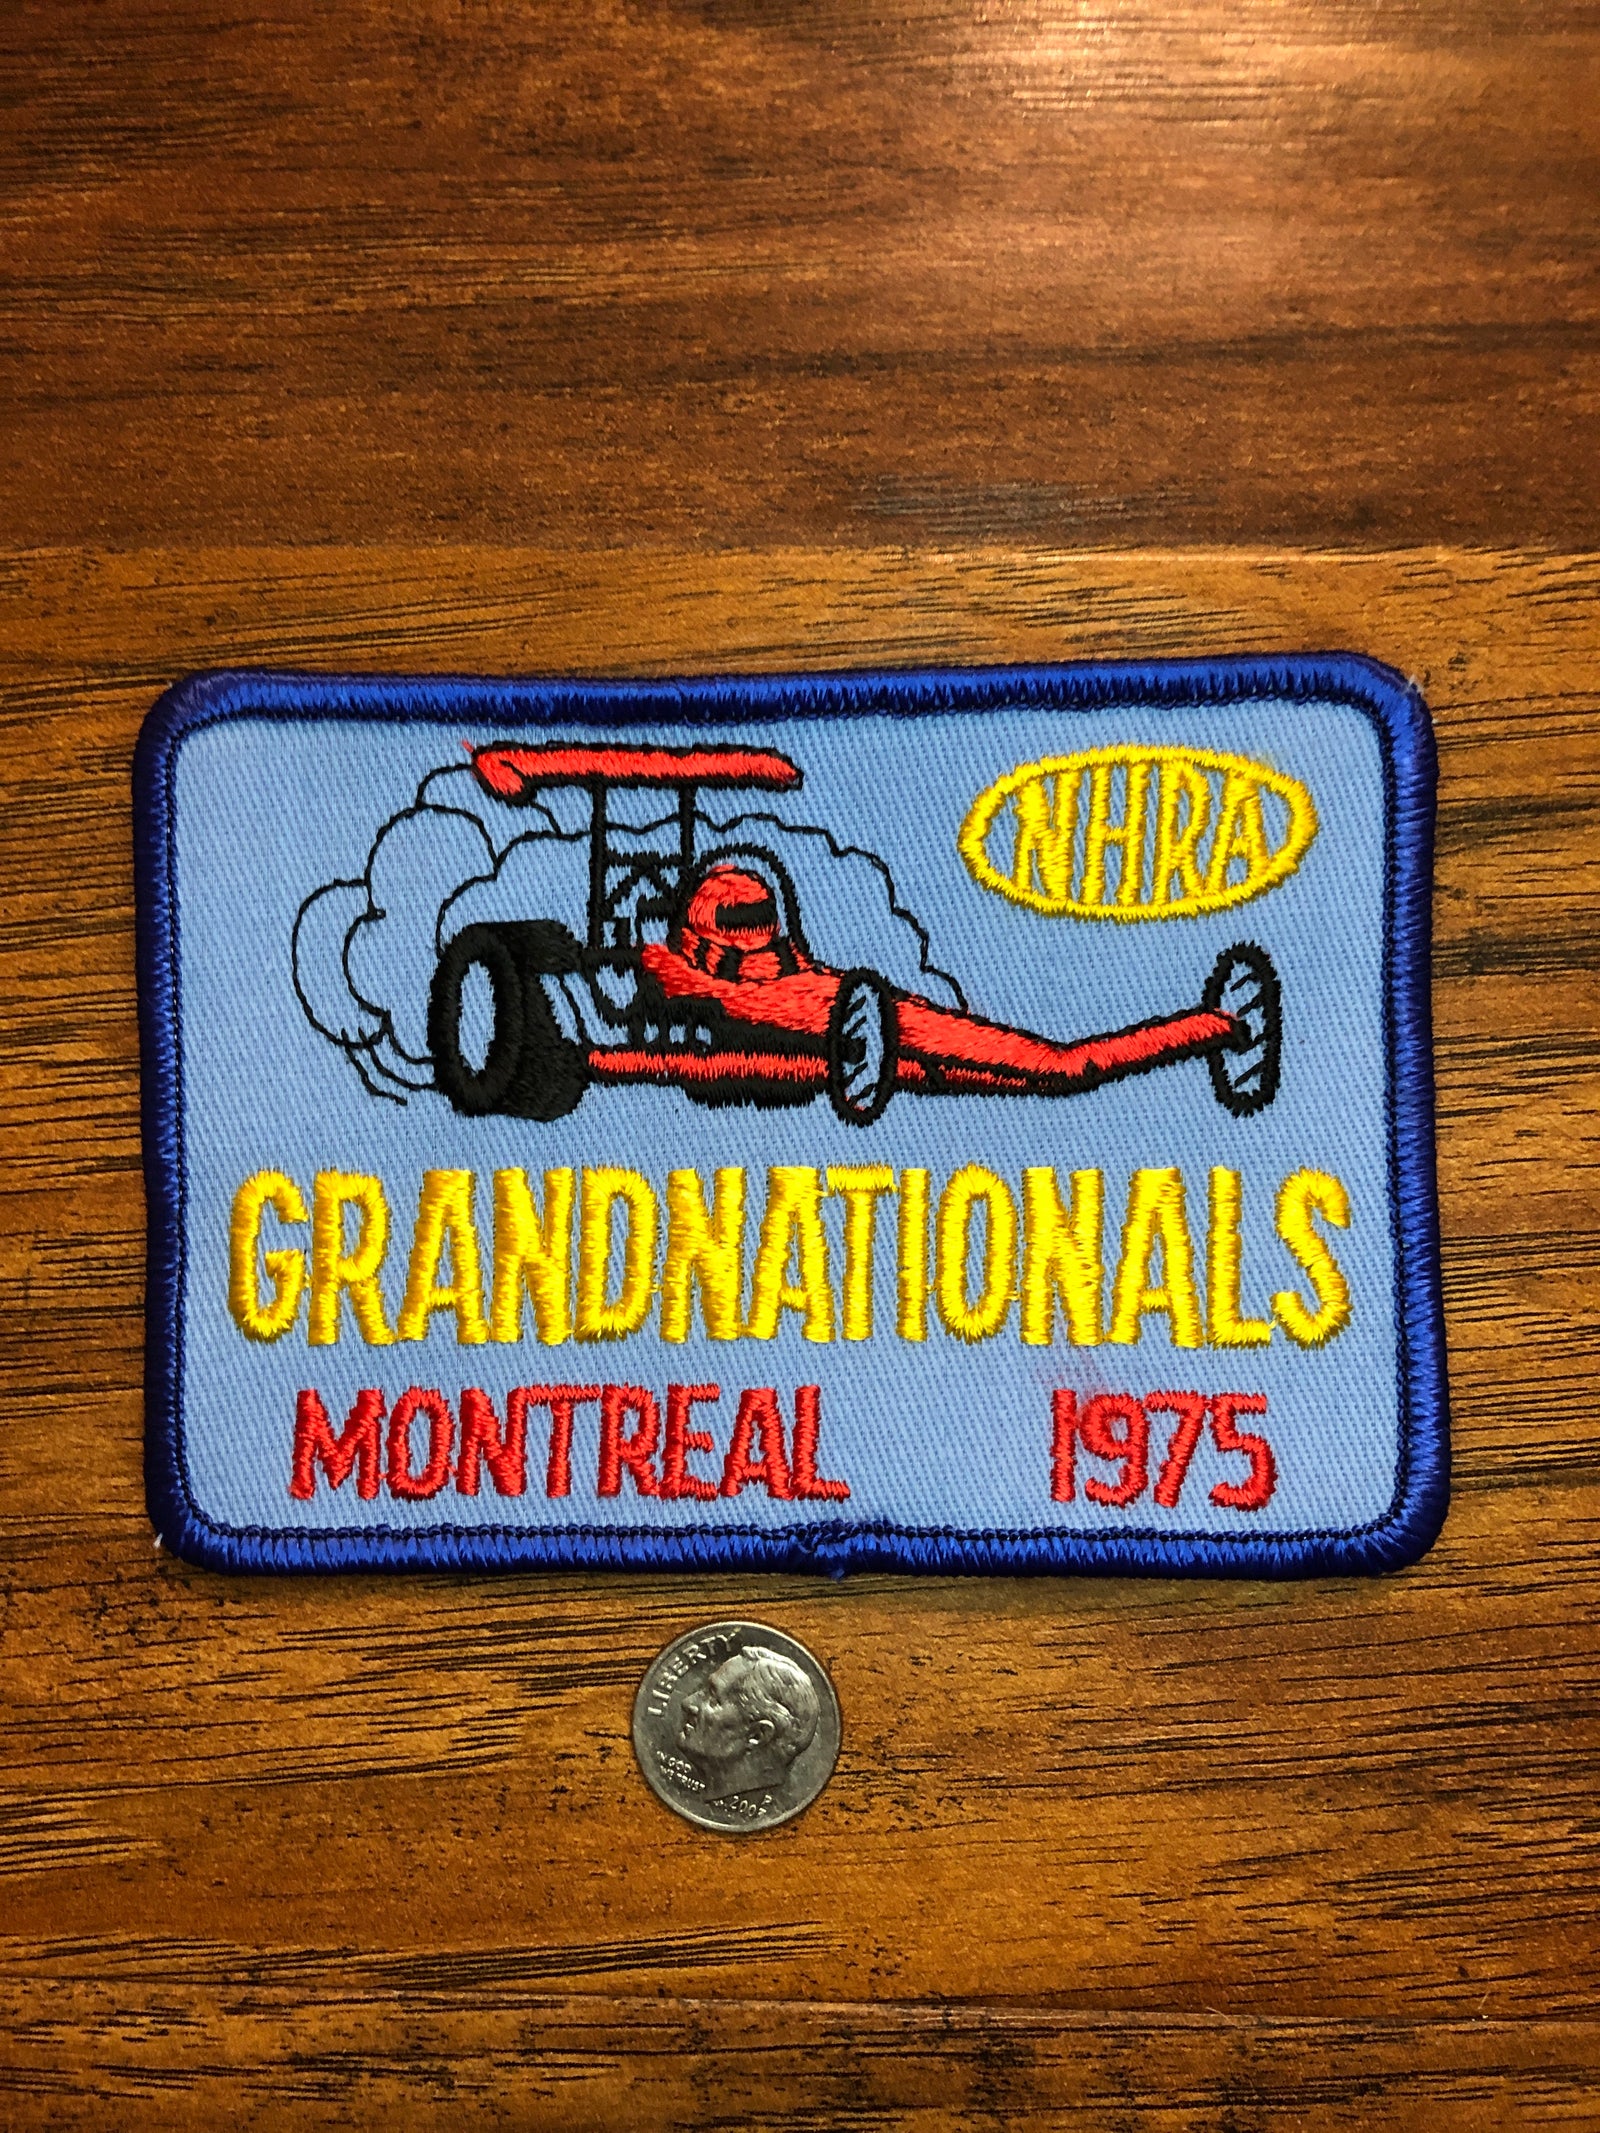 NHRA
GRANDNATIONALS
MONTREAL 1975
LIBERTY
IN GOD
WE TRUST
P